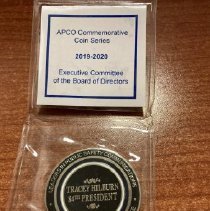 APCO Commemorative
Coin Series
2019-2020
Executive Committee
of the Board of Directors
TRACEY HILBURN
84TH PRESIDENT